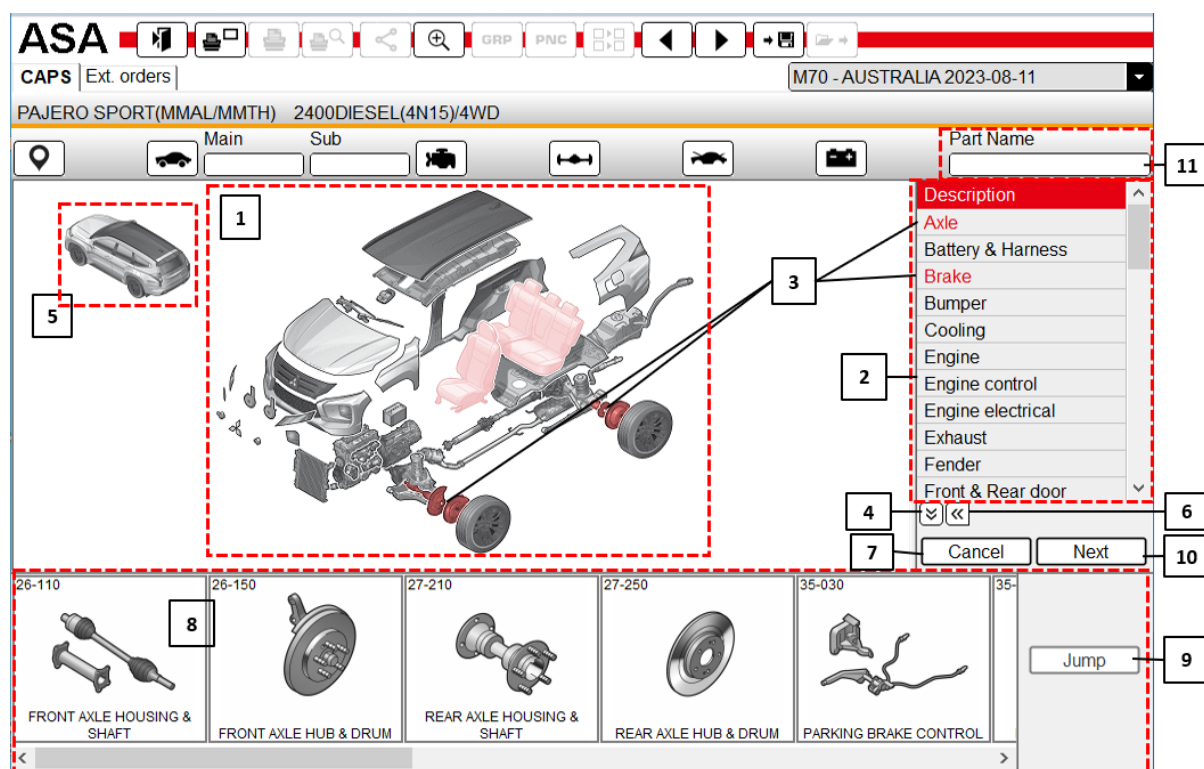 ASA
GRP PNC
CAPS Ext. orders M70 - AUSTRALIA 2023-08-11
PAJERO SPORT(MMAL/MMTH) 2400DIESEL(4N15)/4WD
Main Sub Part Name
11
Description
1
Axle
Battery & Harness
3
Brake
5
Bumper
Cooling
Engine
2
Engine control
Engine electrical
Exhaust
Fender
Front & Rear door
4 6
7 Cancel Next 10
26-110 26-150 27-210 27-250 35-030 35-
8
9
Jump
FRONT AXLE HOUSING &
SHAFT
FRONT AXLE HUB & DRUM
REAR AXLE HOUSING &
SHAFT
REAR AXLE HUB & DRUM
PARKING BRAKE CONTROL